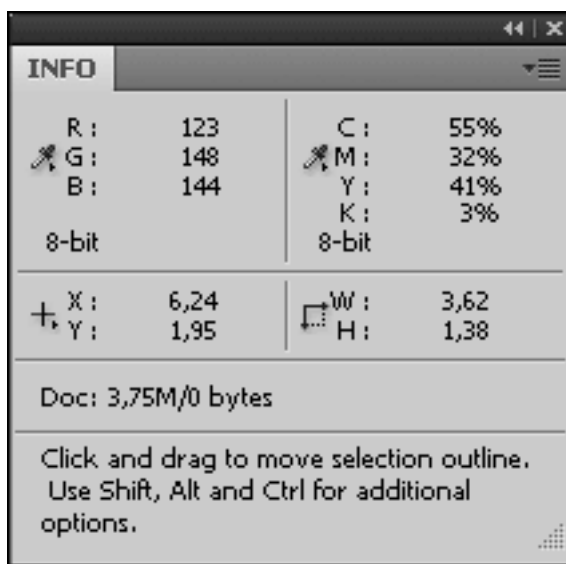 INFO
R : 123 C : 55%
G : 148 M : 32%
B : 144 Y : 41%
K : 3%
8-bit 8-bit
X : 6,24 W : 3,62
Y : 1,95 H : 1,38
Doc: 3,75M/0 bytes
Click and drag to move selection outline.
Use Shift, Alt and Ctrl for additional
options.